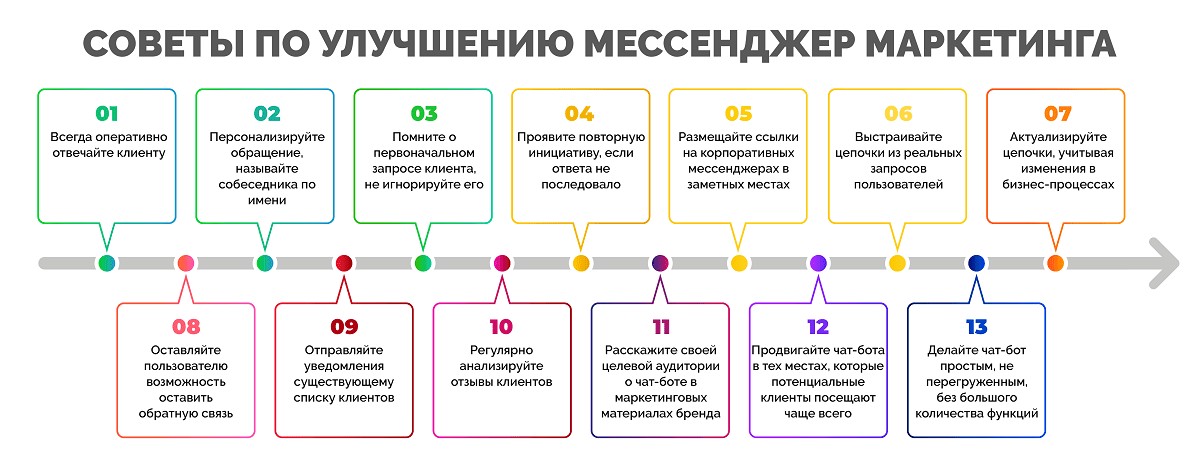 СОВЕТЫ ПО УЛУЧШЕНИЮ МЕССЕНДЖЕР МАРКЕТИНГА
01
Всегда оперативно
отвечайте клиенту
02
Персонализируйте
обращение,
называйте
собеседника по
имени
03
Помните о
первоначальном
запросе клиента,
не игнорируйте его
04
Проявите повторную
инициативу, если
ответа не
последовало
05
Размещайте ссылки
на корпоративных
мессенджерах в
заметных местах
06
Выстраивайте
цепочки из реальных
запросов
пользователей
07
Актуализируйте
цепочки, учитывая
изменения в
бизнес-процессах
08
Оставляйте
пользователю
возможность
оставить
обратную связь
09
Отправляйте
уведомления
существующему
списку клиентов
10
Регулярно
анализируйте
отзывы клиентов
11
Расскажите своей
целевой аудитории
о чат-боте в
маркетинговых
материалах бренда
12
Продвигайте чат-бота
в тех местах, которые
потенциальные
клиенты посещают
чаще всего
13
Делайте чат-бот
простым, не
перегруженным,
без большого
количества функций